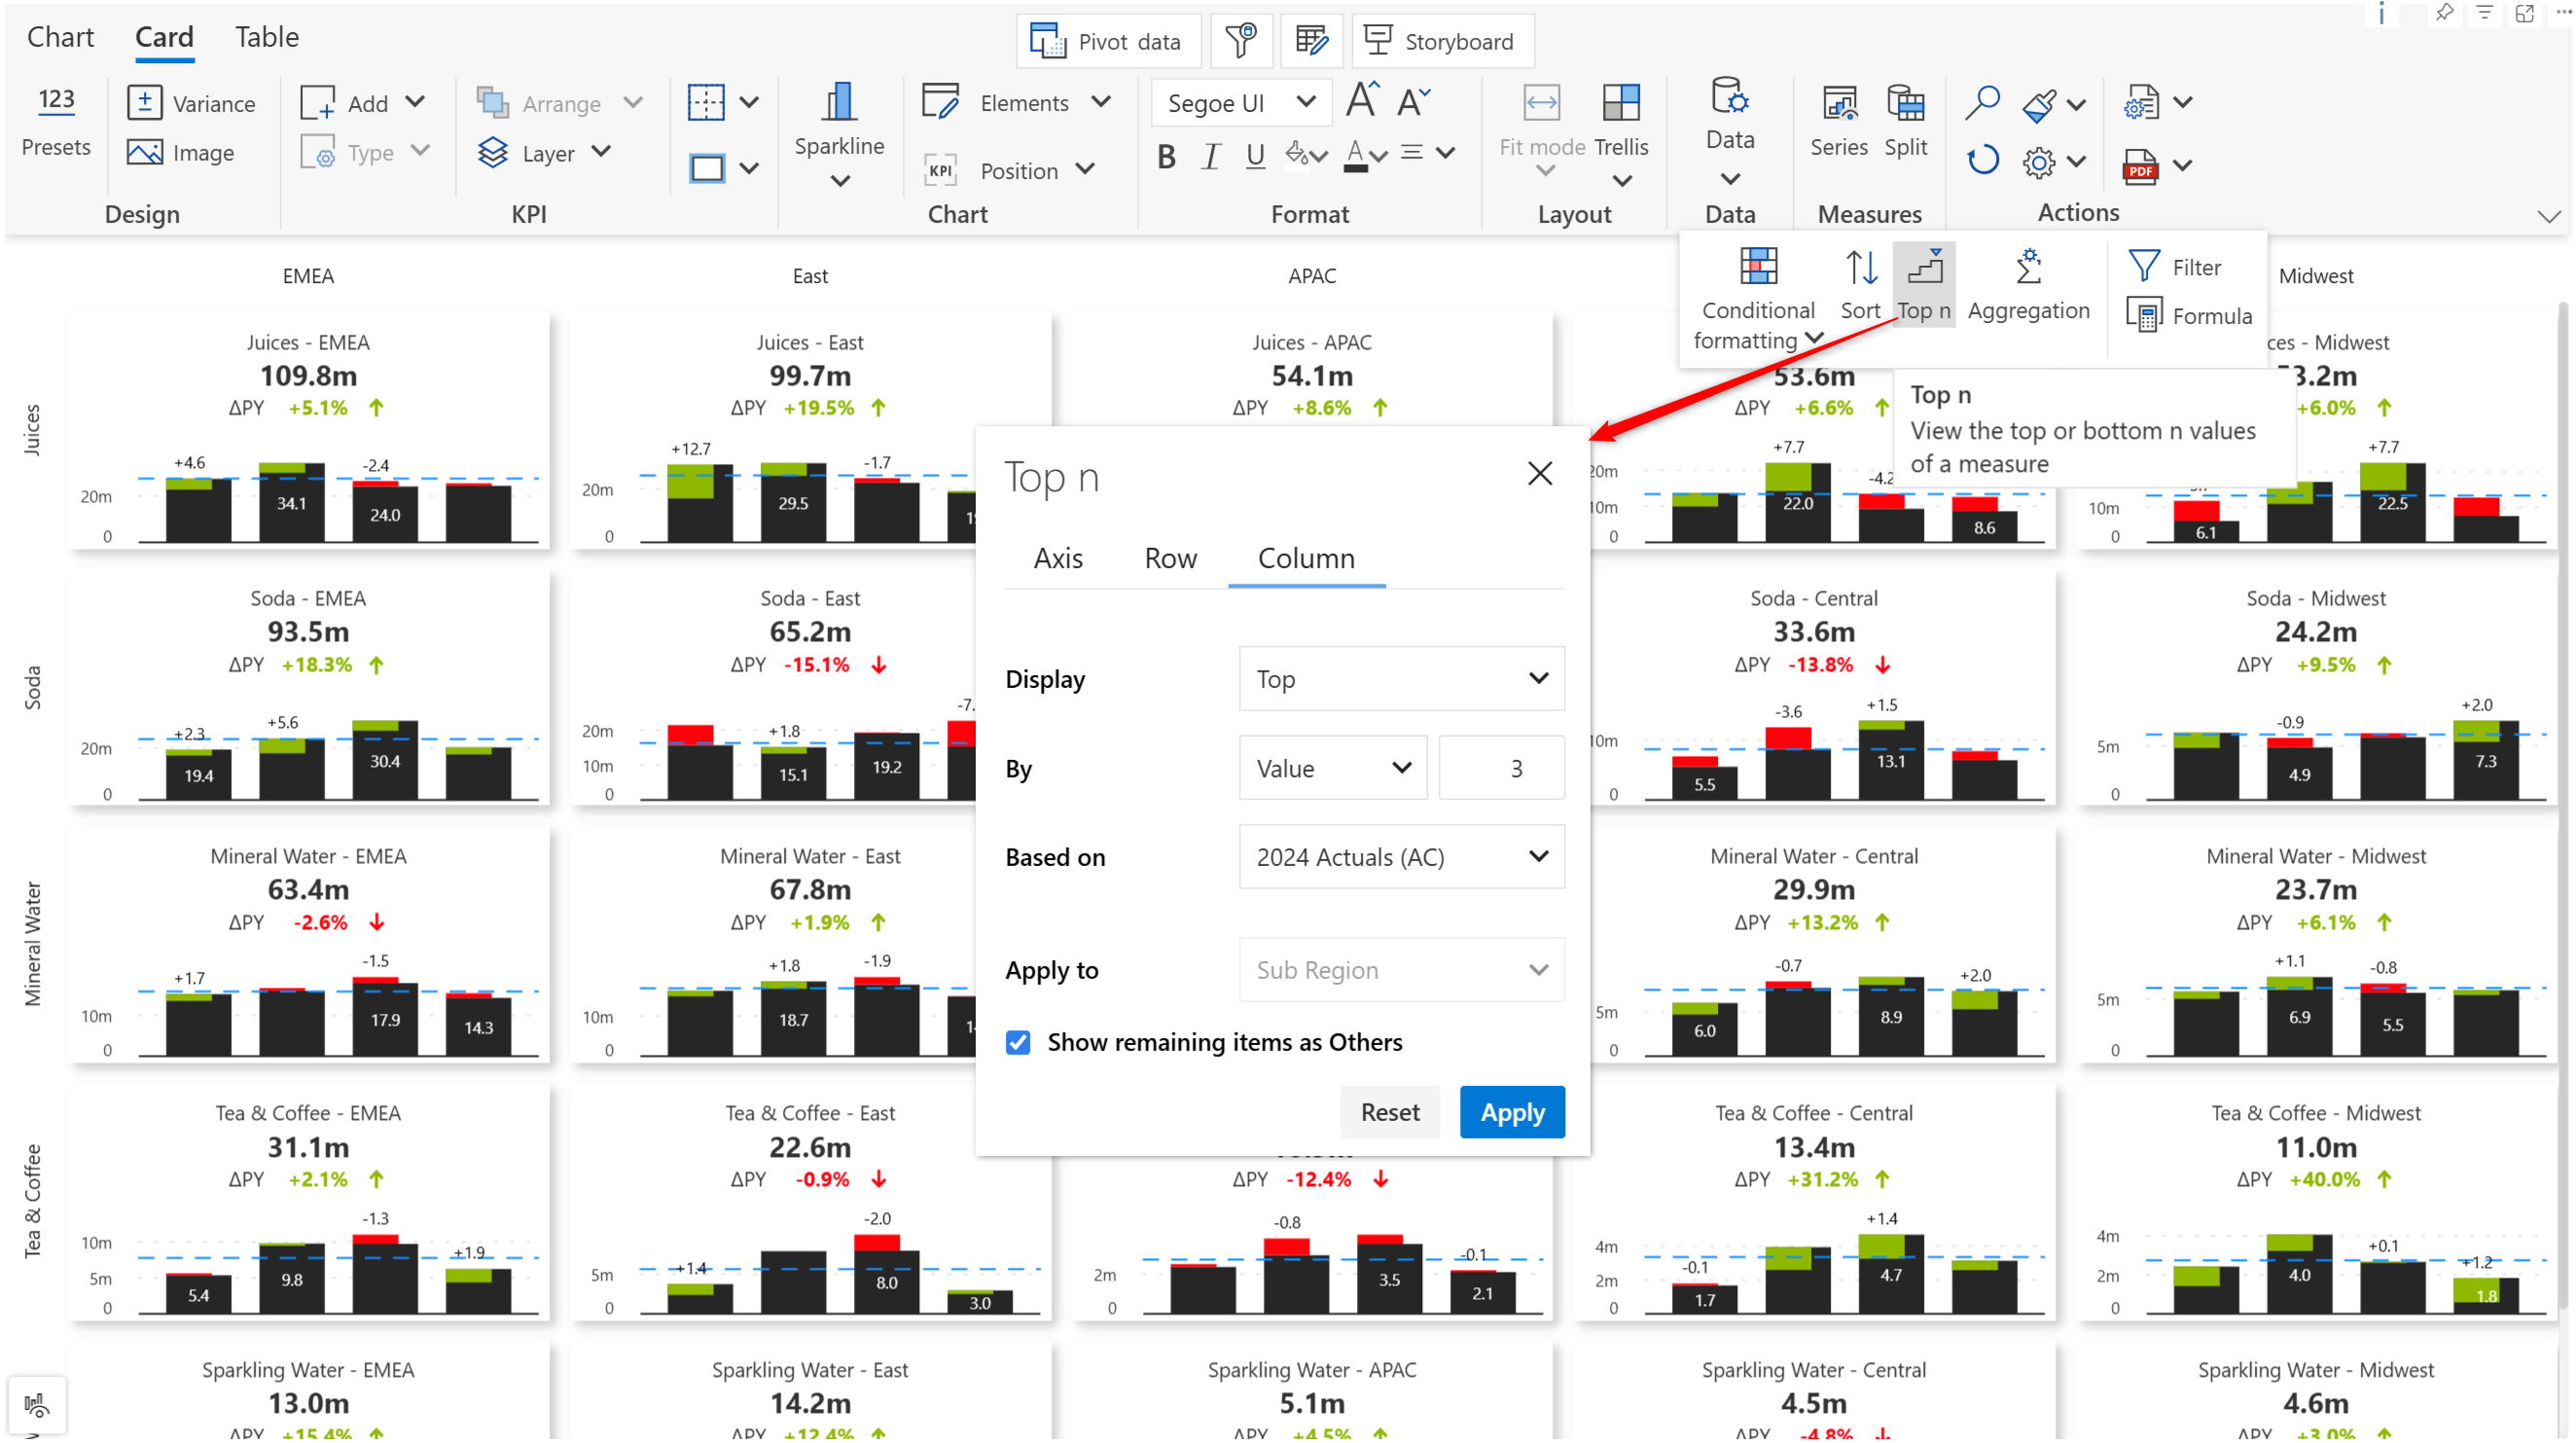 Chart Card Table
Pivot data
Storyboard
123
Presets
Variance
Image
Design
Add
Type
Arrange
Layer
KPI
Sparkline
Elements
KPI
Position
Chart
Segoe UI
A A
B I U A
Format
Fit mode
Trellis
Layout
Data
Data
Series
Split
Measures
PDF
Actions
Conditional
formatting
Sort
Top n
Aggregation
Filter
Formula
Top n
View the top or bottom n values
of a measure
EMEA East APAC Midwest
Juices
Juices - EMEA
109.8m
ΔPY +5.1%
+4.6 -2.4
20m
34.1
24.0
0
Juices - East
99.7m
ΔPY +19.5%
+12.7
-1.7
20m
29.5
0
Juices - APAC
54.1m
ΔPY +8.6%
53.6m
ΔPY +6.6%
+7.7
-4.2
20m
10m
22.0
8.6
0
- Midwest
+6.0%
+7.7
10m
22.5
6.1
0
Top n
Axis Row Column
Display Top
By Value 3
Based on 2024 Actuals (AC)
Apply to Sub Region
Show remaining items as Others
Reset Apply
Soda
Soda - EMEA
93.5m
ΔPY +18.3%
+2.3 +5.6
20m
19.4
30.4
0
Soda - East
65.2m
ΔPY -15.1%
+1.8
20m
10m
15.1
19.2
0
Soda - Central
33.6m
ΔPY -13.8%
-3.6 +1.5
10m
5.5
13.1
0
Soda - Midwest
24.2m
ΔPY +9.5%
-0.9 +2.0
5m
4.9
7.3
0
Mineral Water
Mineral Water - EMEA
63.4m
ΔPY -2.6%
+1.7 -1.5
10m
17.9
14.3
0
Mineral Water - East
67.8m
ΔPY +1.9%
+1.8 -1.9
10m
18.7
0
Mineral Water - Central
29.9m
ΔPY +13.2%
-0.7 +2.0
5m
6.0
8.9
0
Mineral Water - Midwest
23.7m
ΔPY +6.1%
+1.1 -0.8
5m
6.9
5.5
0
Tea & Coffee
Tea & Coffee - EMEA
31.1m
ΔPY +2.1%
-1.3
+1.9
10m
5m
5.4
9.8
0
Tea & Coffee - East
22.6m
ΔPY -0.9%
-2.0
+1.4
5m
8.0
3.0
0
ΔPY -12.4%
-0.8
-0.1
2m
3.5
2.1
0
Tea & Coffee - Central
13.4m
ΔPY +31.2%
+1.4
-0.1
4m
2m
1.7
4.7
0
Tea & Coffee - Midwest
11.0m
ΔPY +40.0%
+0.1
+1.2
4m
2m
4.0
1.8
0
Sparkling Water - EMEA
13.0m
ΔPY +15.4%
Sparkling Water - East
14.2m
ΔPY +12.4%
Sparkling Water - APAC
5.1m
ΔPY +4.5%
Sparkling Water - Central
4.5m
ΔPY -4.8%
Sparkling Water - Midwest
4.6m
ΔPY +3.0%